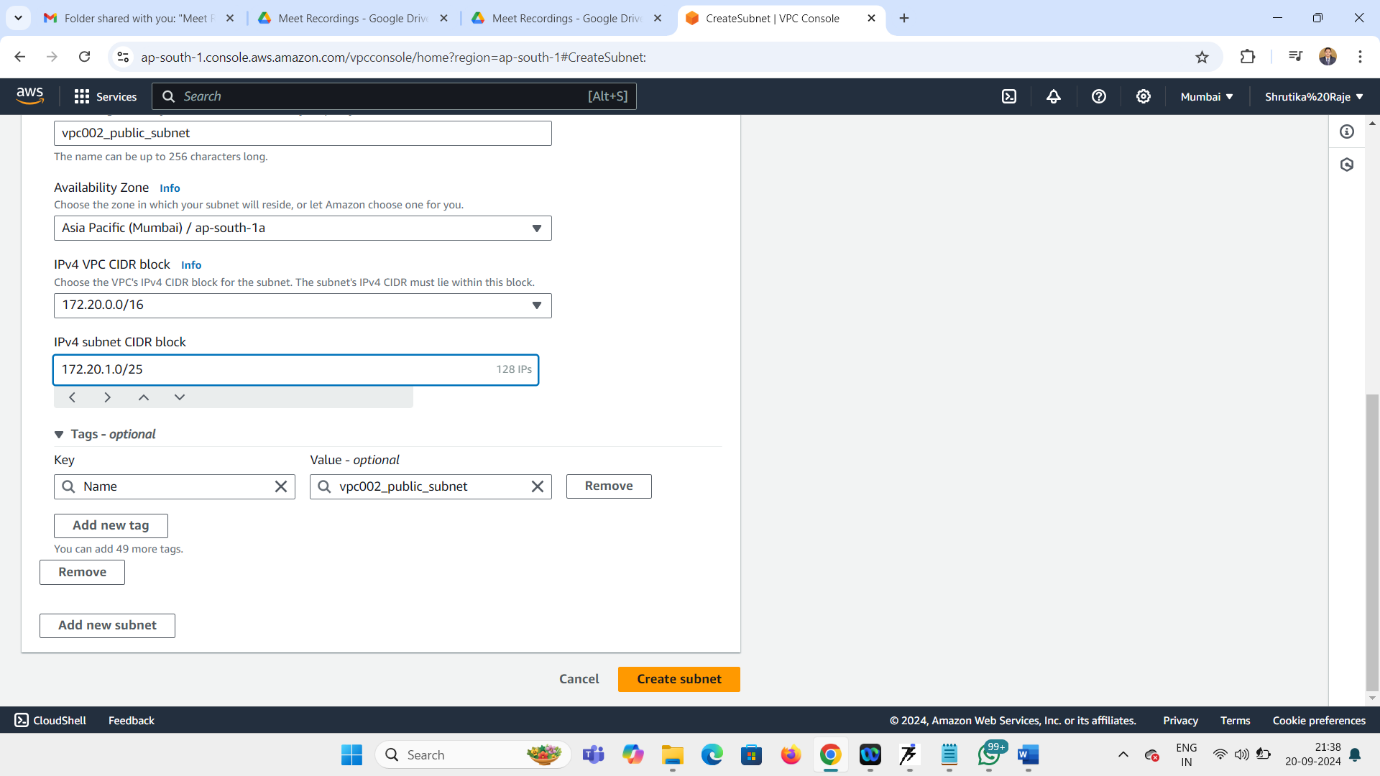 Folder shared with you: "Meet R
Meet Recordings - Google Drive
Meet Recordings - Google Drive
CreateSubnet | VPC Console
ap-south-1.console.aws.amazon.com/vpcconsole/home?region=ap-south-1#CreateSubnet:
aws
Services
Search
[Alt+S]
Mumbai
Shrutika%20Raje
vpc002_public_subnet
The name can be up to 256 characters long.
Availability Zone Info
Choose the zone in which your subnet will reside, or let Amazon choose one for you.
Asia Pacific (Mumbai) / ap-south-1a
IPv4 VPC CIDR block Info
Choose the VPC's IPv4 CIDR block for the subnet. The subnet's IPv4 CIDR must lie within this block.
172.20.0.0/16
IPv4 subnet CIDR block
172.20.1.0/25 128 IPs
Tags - optional
Key Value - optional
Name vpc002_public_subnet Remove
Add new tag
You can add 49 more tags.
Remove
Add new subnet
Cancel Create subnet
CloudShell Feedback © 2024, Amazon Web Services, Inc. or its affiliates. Privacy Terms Cookie preferences
Search
99+
ENG
IN
21:38
20-09-2024